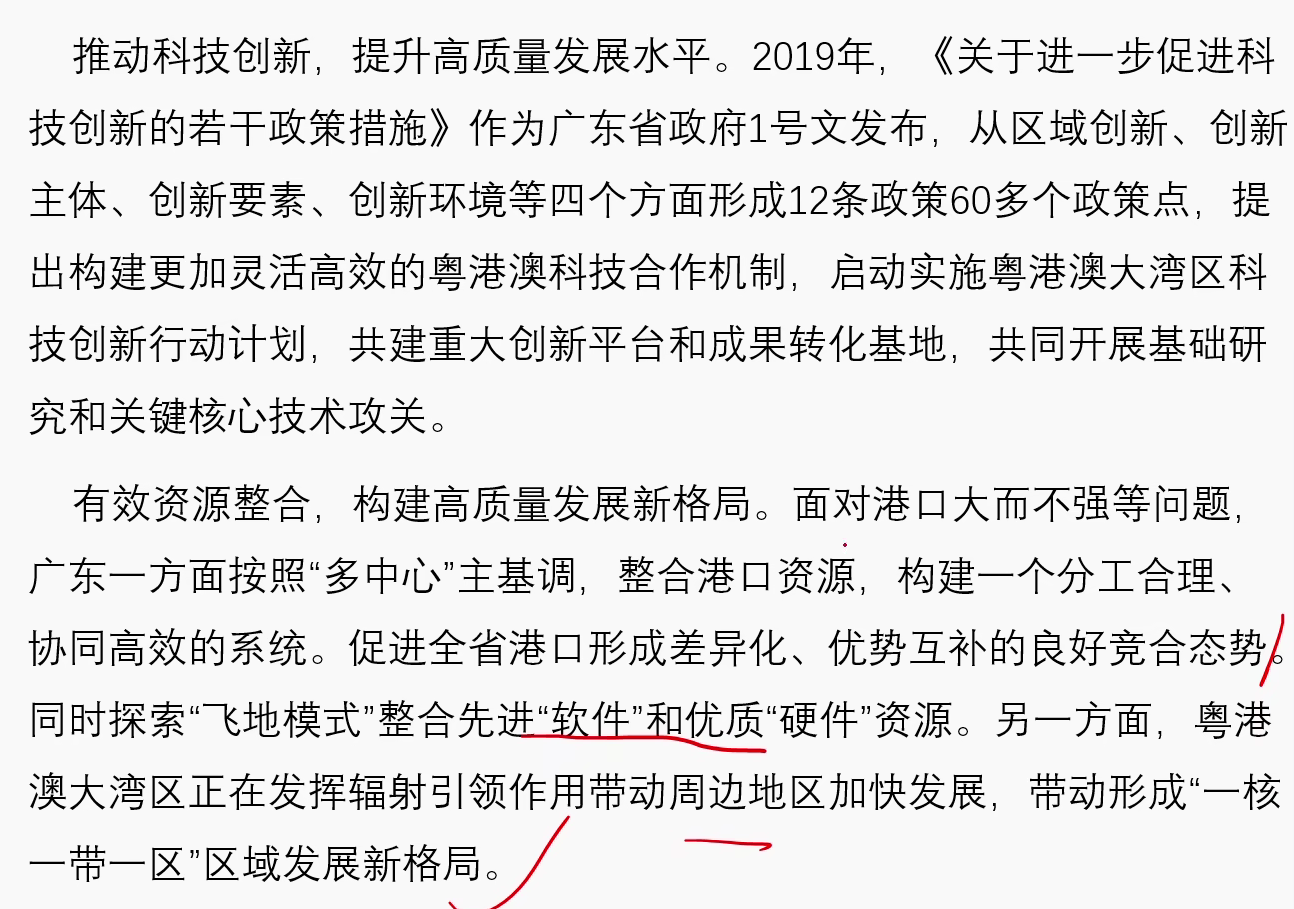 推动科技创新，提升高质量发展水平。2019年，《关于进一步促进科
技创新的若干政策措施》作为广东省政府1号文发布，从区域创新、创新
主体、创新要素、创新环境等四个方面形成12条政策60多个政策点，提
出构建更加灵活高效的粤港澳科技合作机制，启动实施粤港澳大湾区科
技创新行动计划，共建重大创新平台和成果转化基地，共同开展基础研
究和关键核心技术攻关。
有效资源整合，构建高质量发展新格局。面对港口大而不强等问题，
广东一方面按照“多中心”主基调，整合港口资源，构建一个分工合理、
协同高效的系统。促进全省港口形成差异化、优势互补的良好竞合态势。
同时探索“飞地模式”整合先进“软件”和优质“硬件”资源。另一方面，粤港
澳大湾区正在发挥辐射引领作用带动周边地区加快发展，带动形成“一核
一带一区”区域发展新格局。